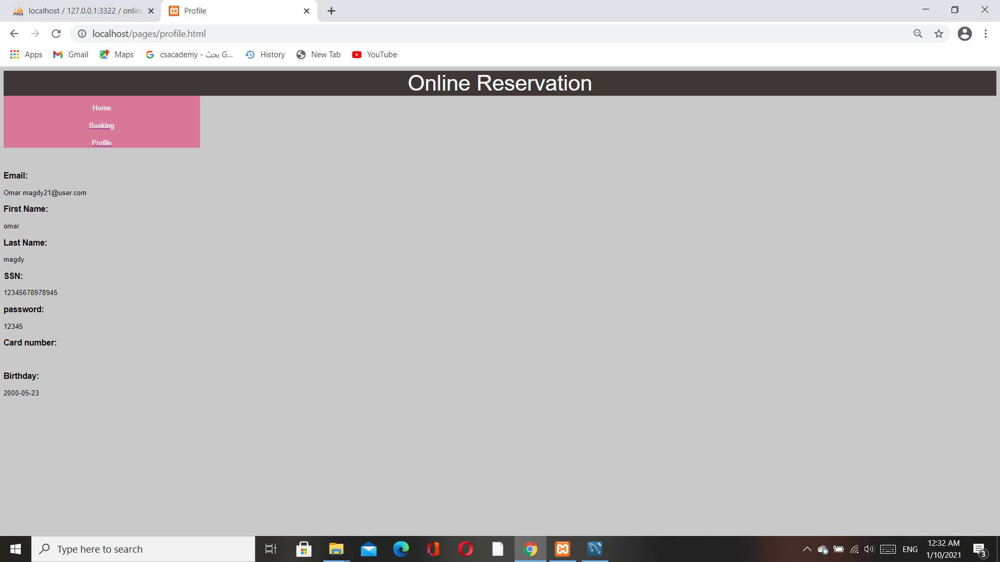 localhost / 127.0.0.1:3322 / onlin
Profile
localhost/pages/profile.html
Apps
Gmail
Maps
csacademy - بحث G...
History
New Tab
YouTube
Online Reservation
Home
Booking
Profile
Email:
Omar magdy21@user.com
First Name:
omar
Last Name:
magdy
SSN:
12345678978945
password:
12345
Card number:
Birthday:
2000-05-23
Type here to search
ENG
12:32 AM
1/10/2021
3